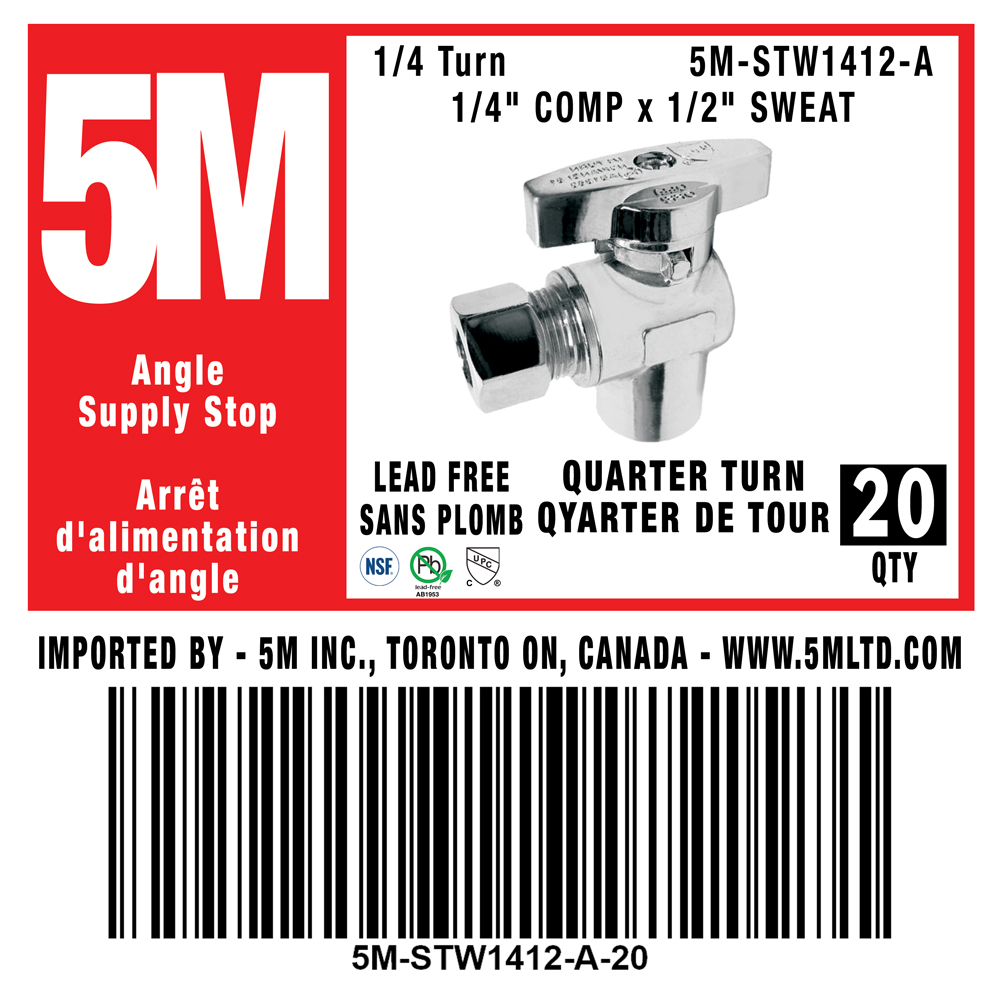 5M
Angle
Supply Stop
Arrêt
d'alimentation
d'angle
1/4 Turn
5M-STW1412-A
1/4" COMP x 1/2" SWEAT
LEAD FREE
SANS PLOMB
QUARTER TURN
QYARTER DE TOUR
20
QTY
NSF
Pb
lead-free
AB1953
UPC
C ®
IMPORTED BY - 5M INC., TORONTO ON, CANADA - WWW.5MLTD.COM
5M-STW1412-A-20